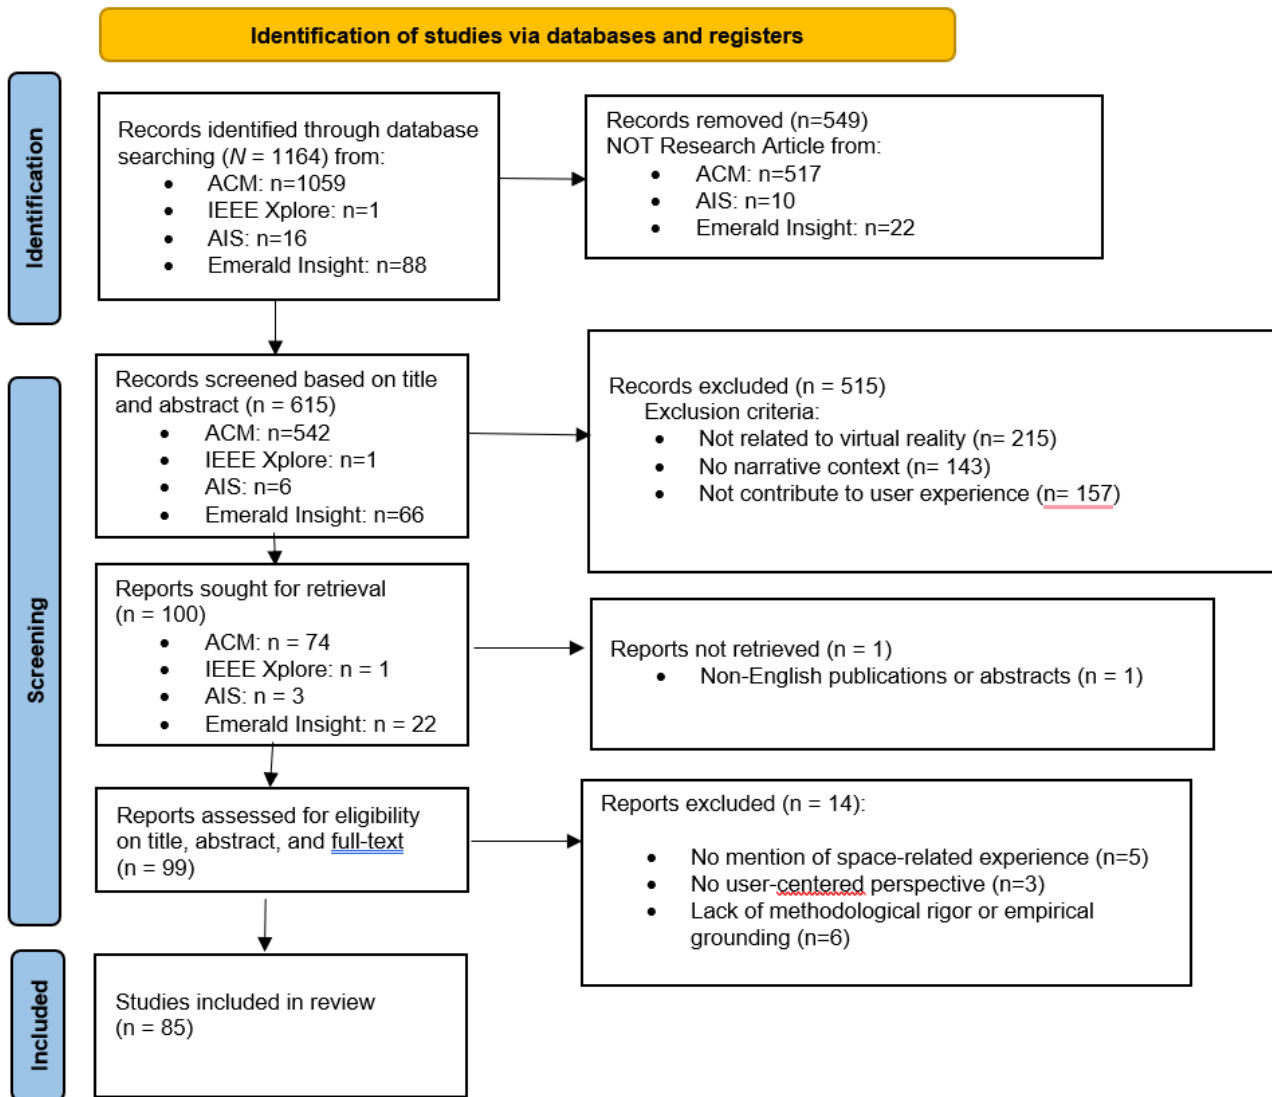 Identification of studies via databases and registers
Identification
Records identified through database
searching (N = 1164) from:
• ACM: n=1059
• IEEE Xplore: n=1
• AIS: n=16
• Emerald Insight: n=88
Records removed (n=549)
NOT Research Article from:
• ACM: n=517
• AIS: n=10
• Emerald Insight: n=22
Screening
Records screened based on title
and abstract (n = 615)
• ACM: n=542
• IEEE Xplore: n=1
• AIS: n=6
• Emerald Insight: n=66
Records excluded (n = 515)
Exclusion criteria:
• Not related to virtual reality (n= 215)
• No narrative context (n= 143)
• Not contribute to user experience (n= 157)
Reports sought for retrieval
(n = 100)
• ACM: n = 74
• IEEE Xplore: n = 1
• AIS: n = 3
• Emerald Insight: n = 22
Reports not retrieved (n = 1)
• Non-English publications or abstracts (n = 1)
Reports assessed for eligibility
on title, abstract, and full-text
(n = 99)
Reports excluded (n = 14):
• No mention of space-related experience (n=5)
• No user-centered perspective (n=3)
• Lack of methodological rigor or empirical
grounding (n=6)
Included
Studies included in review
(n = 85)